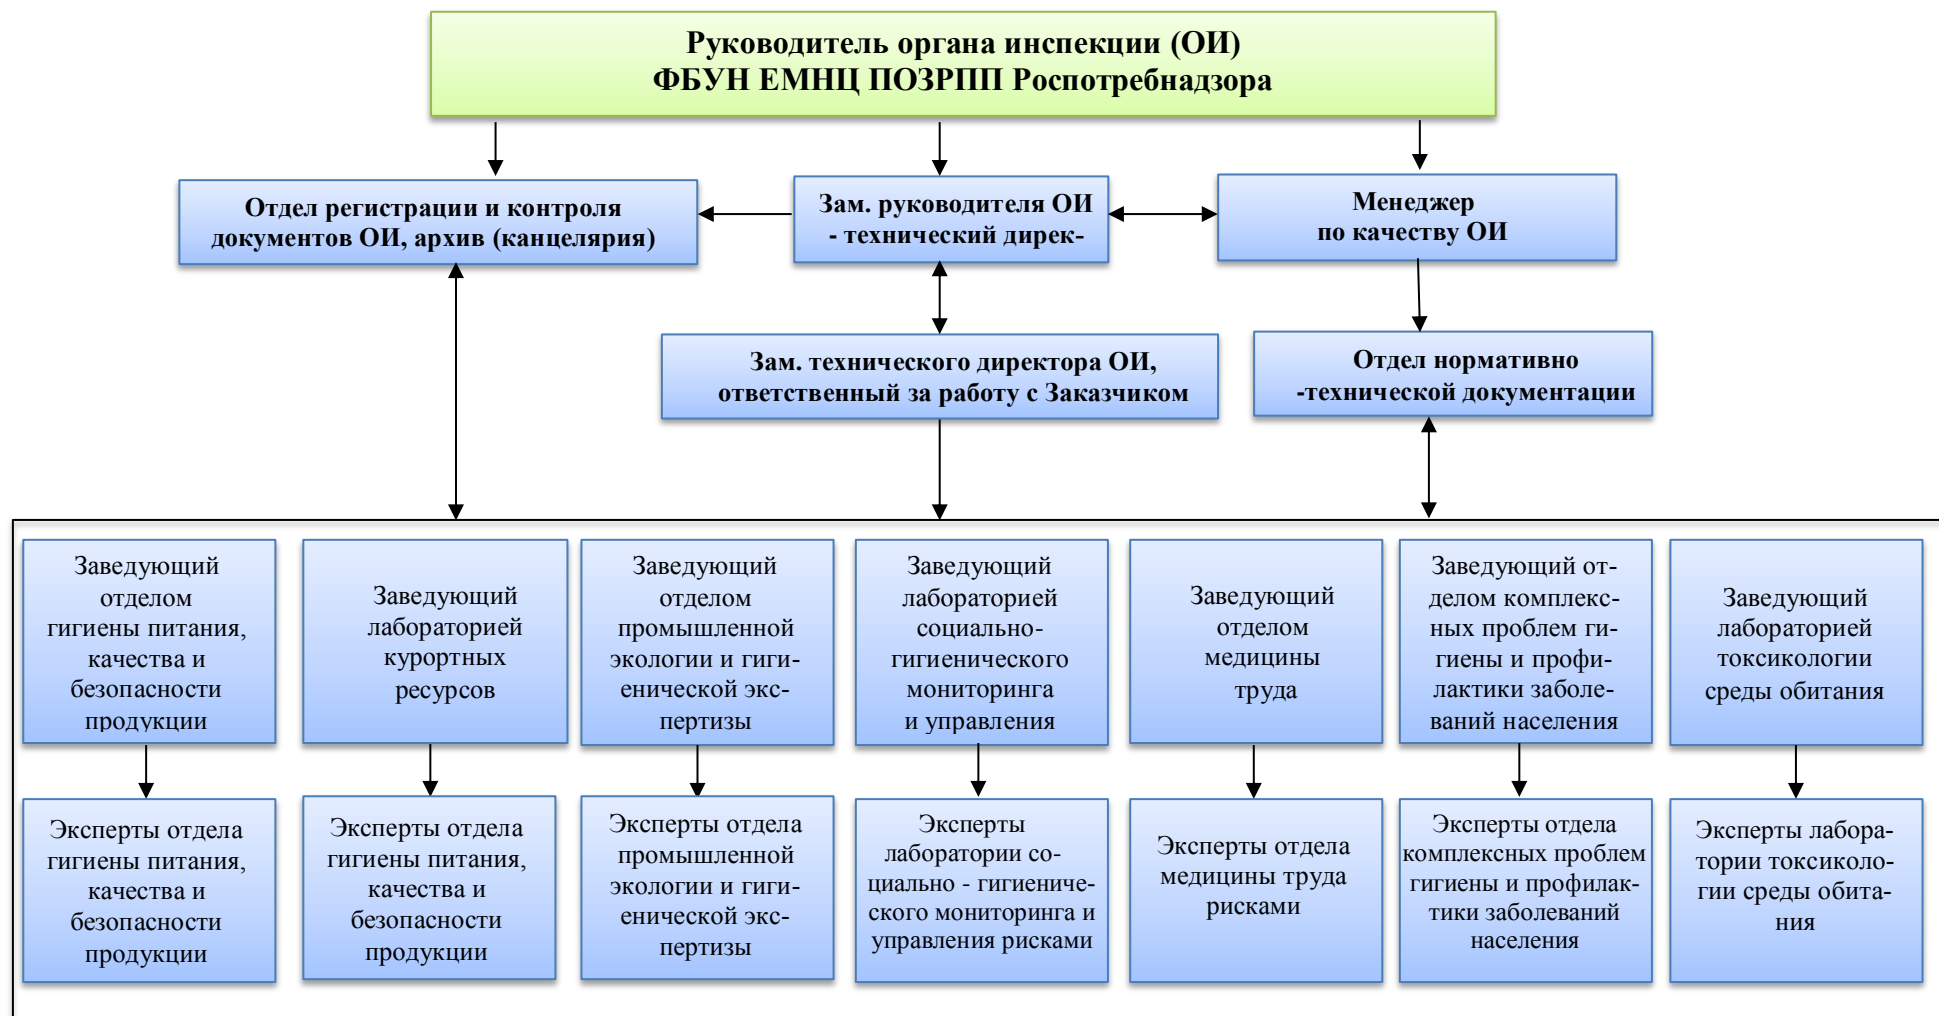 Руководитель органа инспекции (ОИ)
ФБУН ЕМНЦ ПОЗРПП Роспотребнадзора
Отдел регистрации и контроля
документов ОИ, архив (канцелярия)
Зам. руководителя ОИ
- технический дирек-
Менеджер
по качеству ОИ
Зам. технического директора ОИ,
ответственный за работу с Заказчиком
Отдел нормативно
-технической документации
Заведующий
отделом
гигиены питания,
качества и
безопасности
продукции
Заведующий
лабораторией
курортных
ресурсов
Заведующий
отделом
промышленной
экологии и гиги-
енической экс-
пертизы
Заведующий
лабораторией
социально-
гигиенического
мониторинга
и управления
Заведующий
отделом
медицины
труда
Заведующий от-
делом комплекс-
ных проблем ги-
гиены и профи-
лактики заболе-
ваний населения
Заведующий
лабораторией
токсикологии
среды обитания
Эксперты отдела
гигиены питания,
качества и
безопасности
продукции
Эксперты отдела
гигиены питания,
качества и
безопасности
продукции
Эксперты отдела
промышленной
экологии и гиги-
енической экс-
пертизы
Эксперты
лаборатории со-
циально - гигиениче-
ского мониторинга и
управления рисками
Эксперты отдела
медицины труда
рисками
Эксперты отдела
комплексных проблем
гигиены и профилак-
тики заболеваний
населения
Эксперты лабора-
тории токсиколо-
гии среды обита-
ния